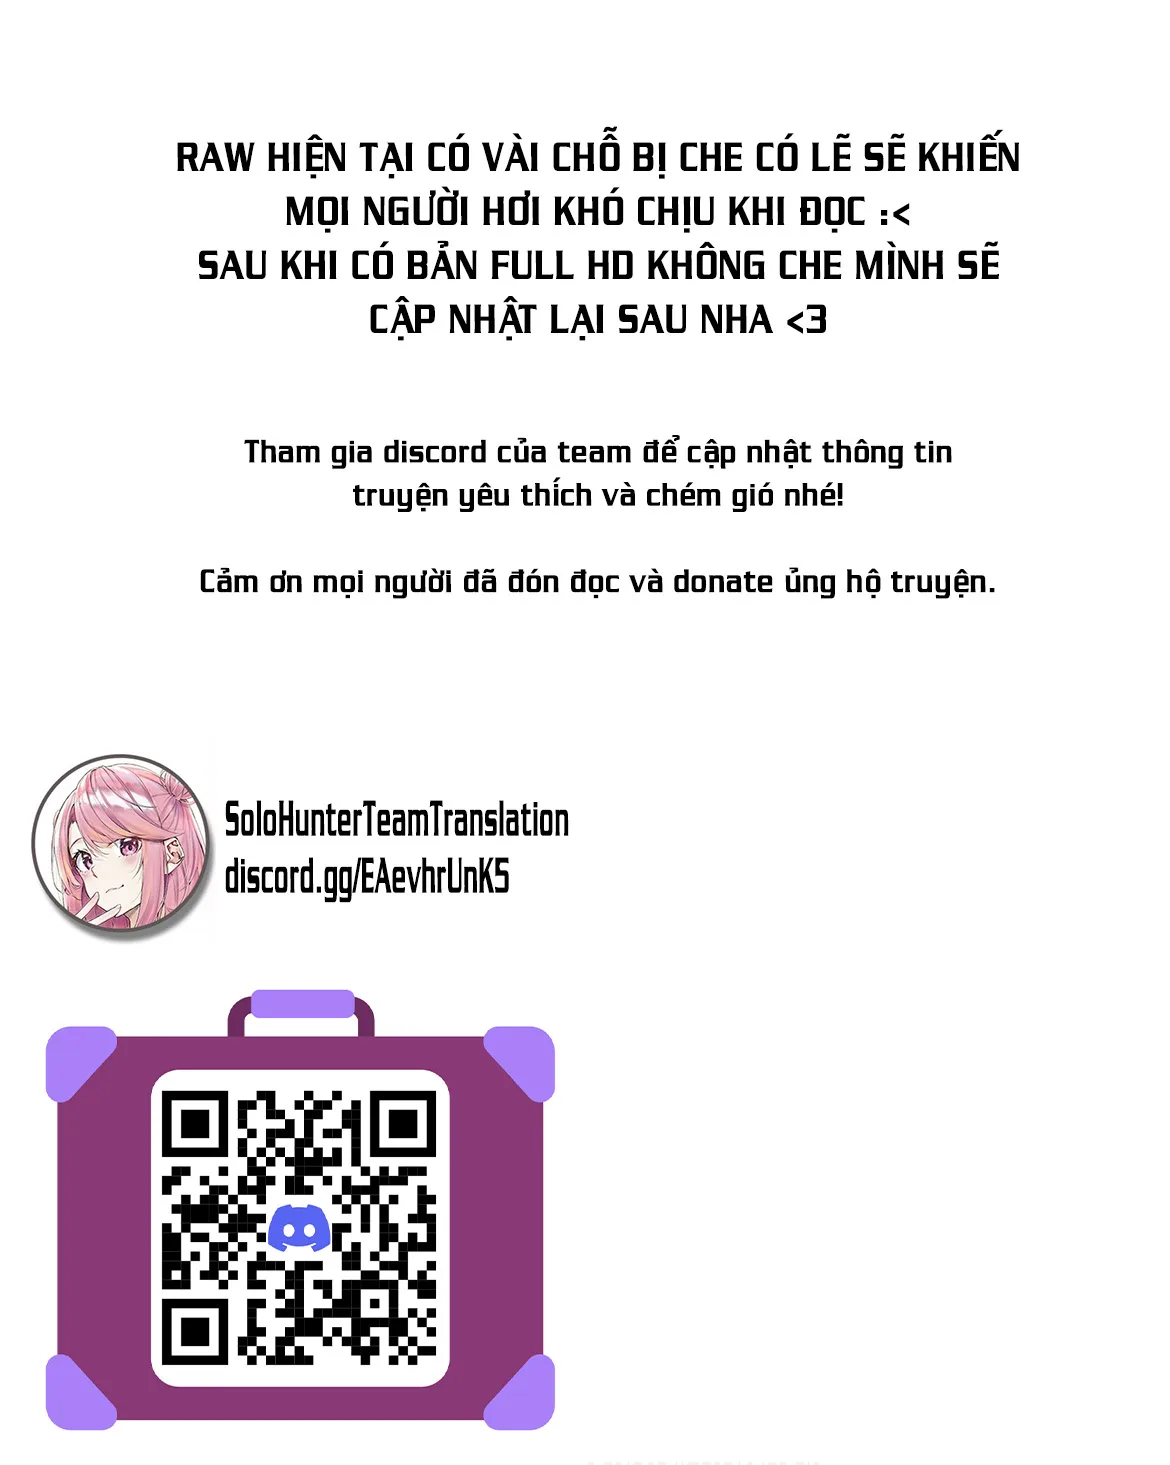 RAW HIỆN TẠI CÓ VÀI CHỖ BỊ CHE CÓ LẼ SẼ KHIẾN
MỌI NGƯỜI HƠI KHÓ CHỊU KHI ĐỌC :<
SAU KHI CÓ BẢN FULL HD KHÔNG CHE MÌNH SẼ
CẬP NHẬT LẠI SAU NHA <3
Tham gia discord của team để cập nhật thông tin
truyện yêu thích và chém gió nhé!
Cảm ơn mọi người đã đón đọc và donate ủng hộ truyện.
SoloHunterTeamTranslation
discord.gg/EAevhrUnK5